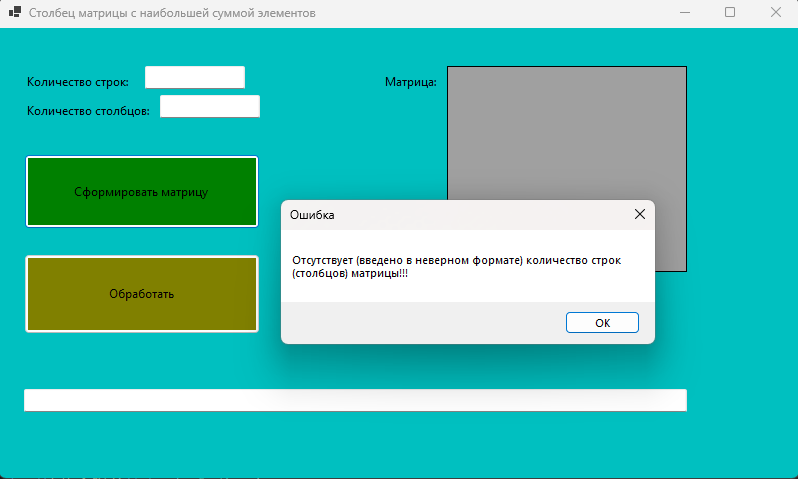 Столбец матрицы с наибольшей суммой элементов
Количество строк:
Матрица:
Количество столбцов:
Сформировать матрицу
Ошибка
Отсутствует (введено в неверном формате) количество строк
(столбцов) матрицы!!!
Обработать
ОК